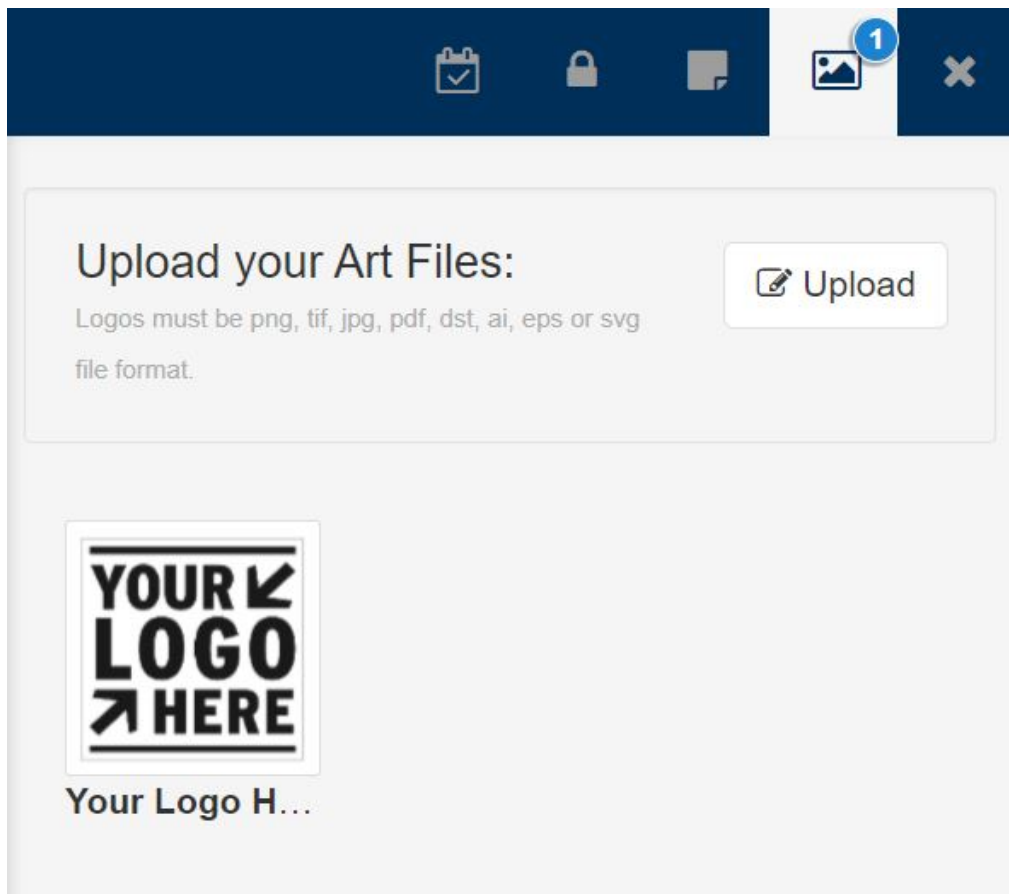 1
Upload your Art Files:
Upload
Logos must be png, tif, jpg, pdf, dst, ai, eps or svg
file format.
YOUR
LOGO
HERE
Your Logo H...